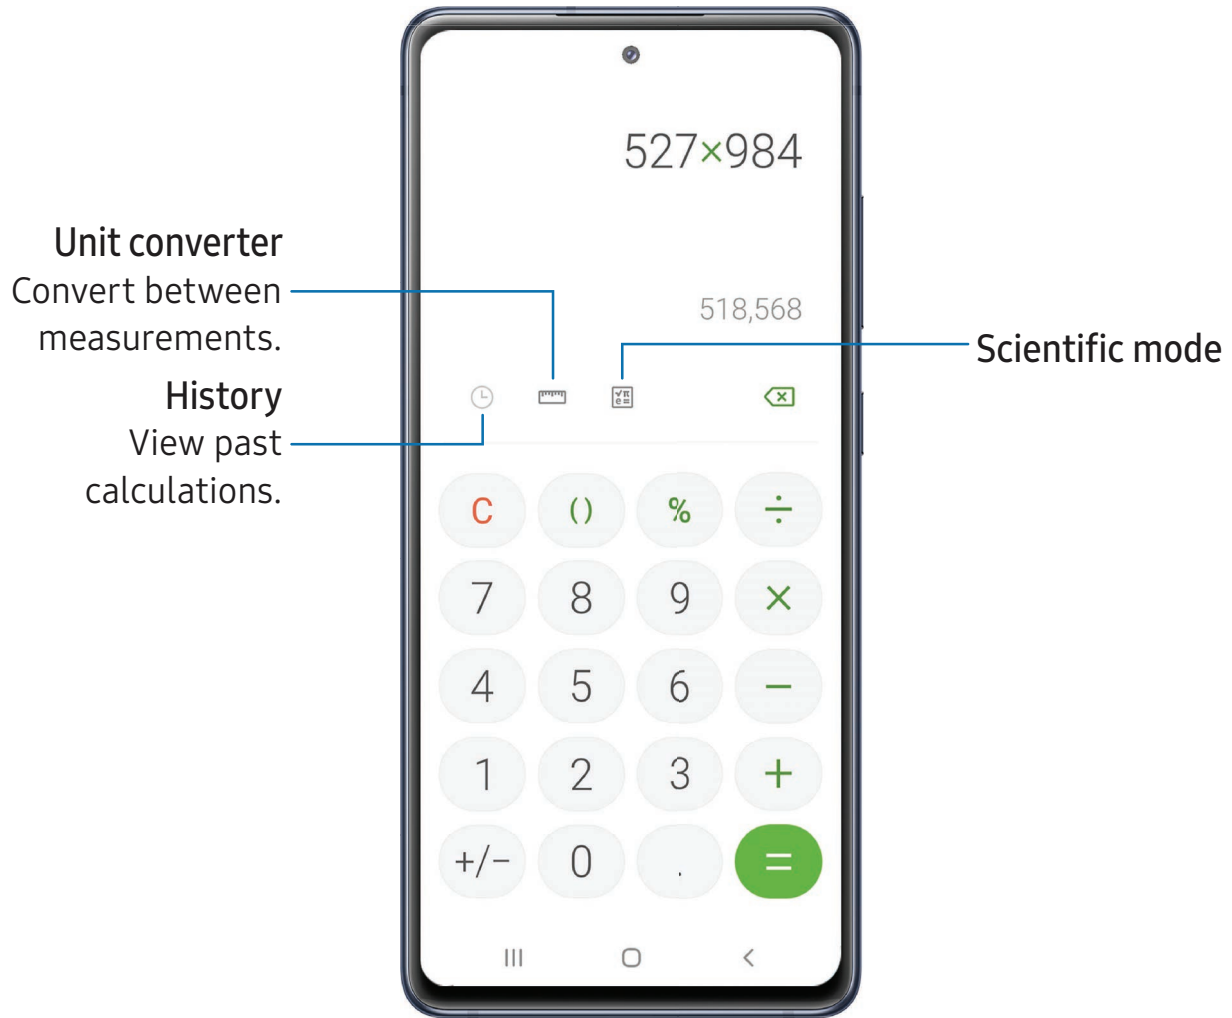 527×984
518,568
Unit converter
Convert between
measurements.
History
View past
calculations.
Scientific mode
√π
e=
C () % ÷
7 8 9 ×
4 5 6 −
1 2 3 +
+/− 0 . =